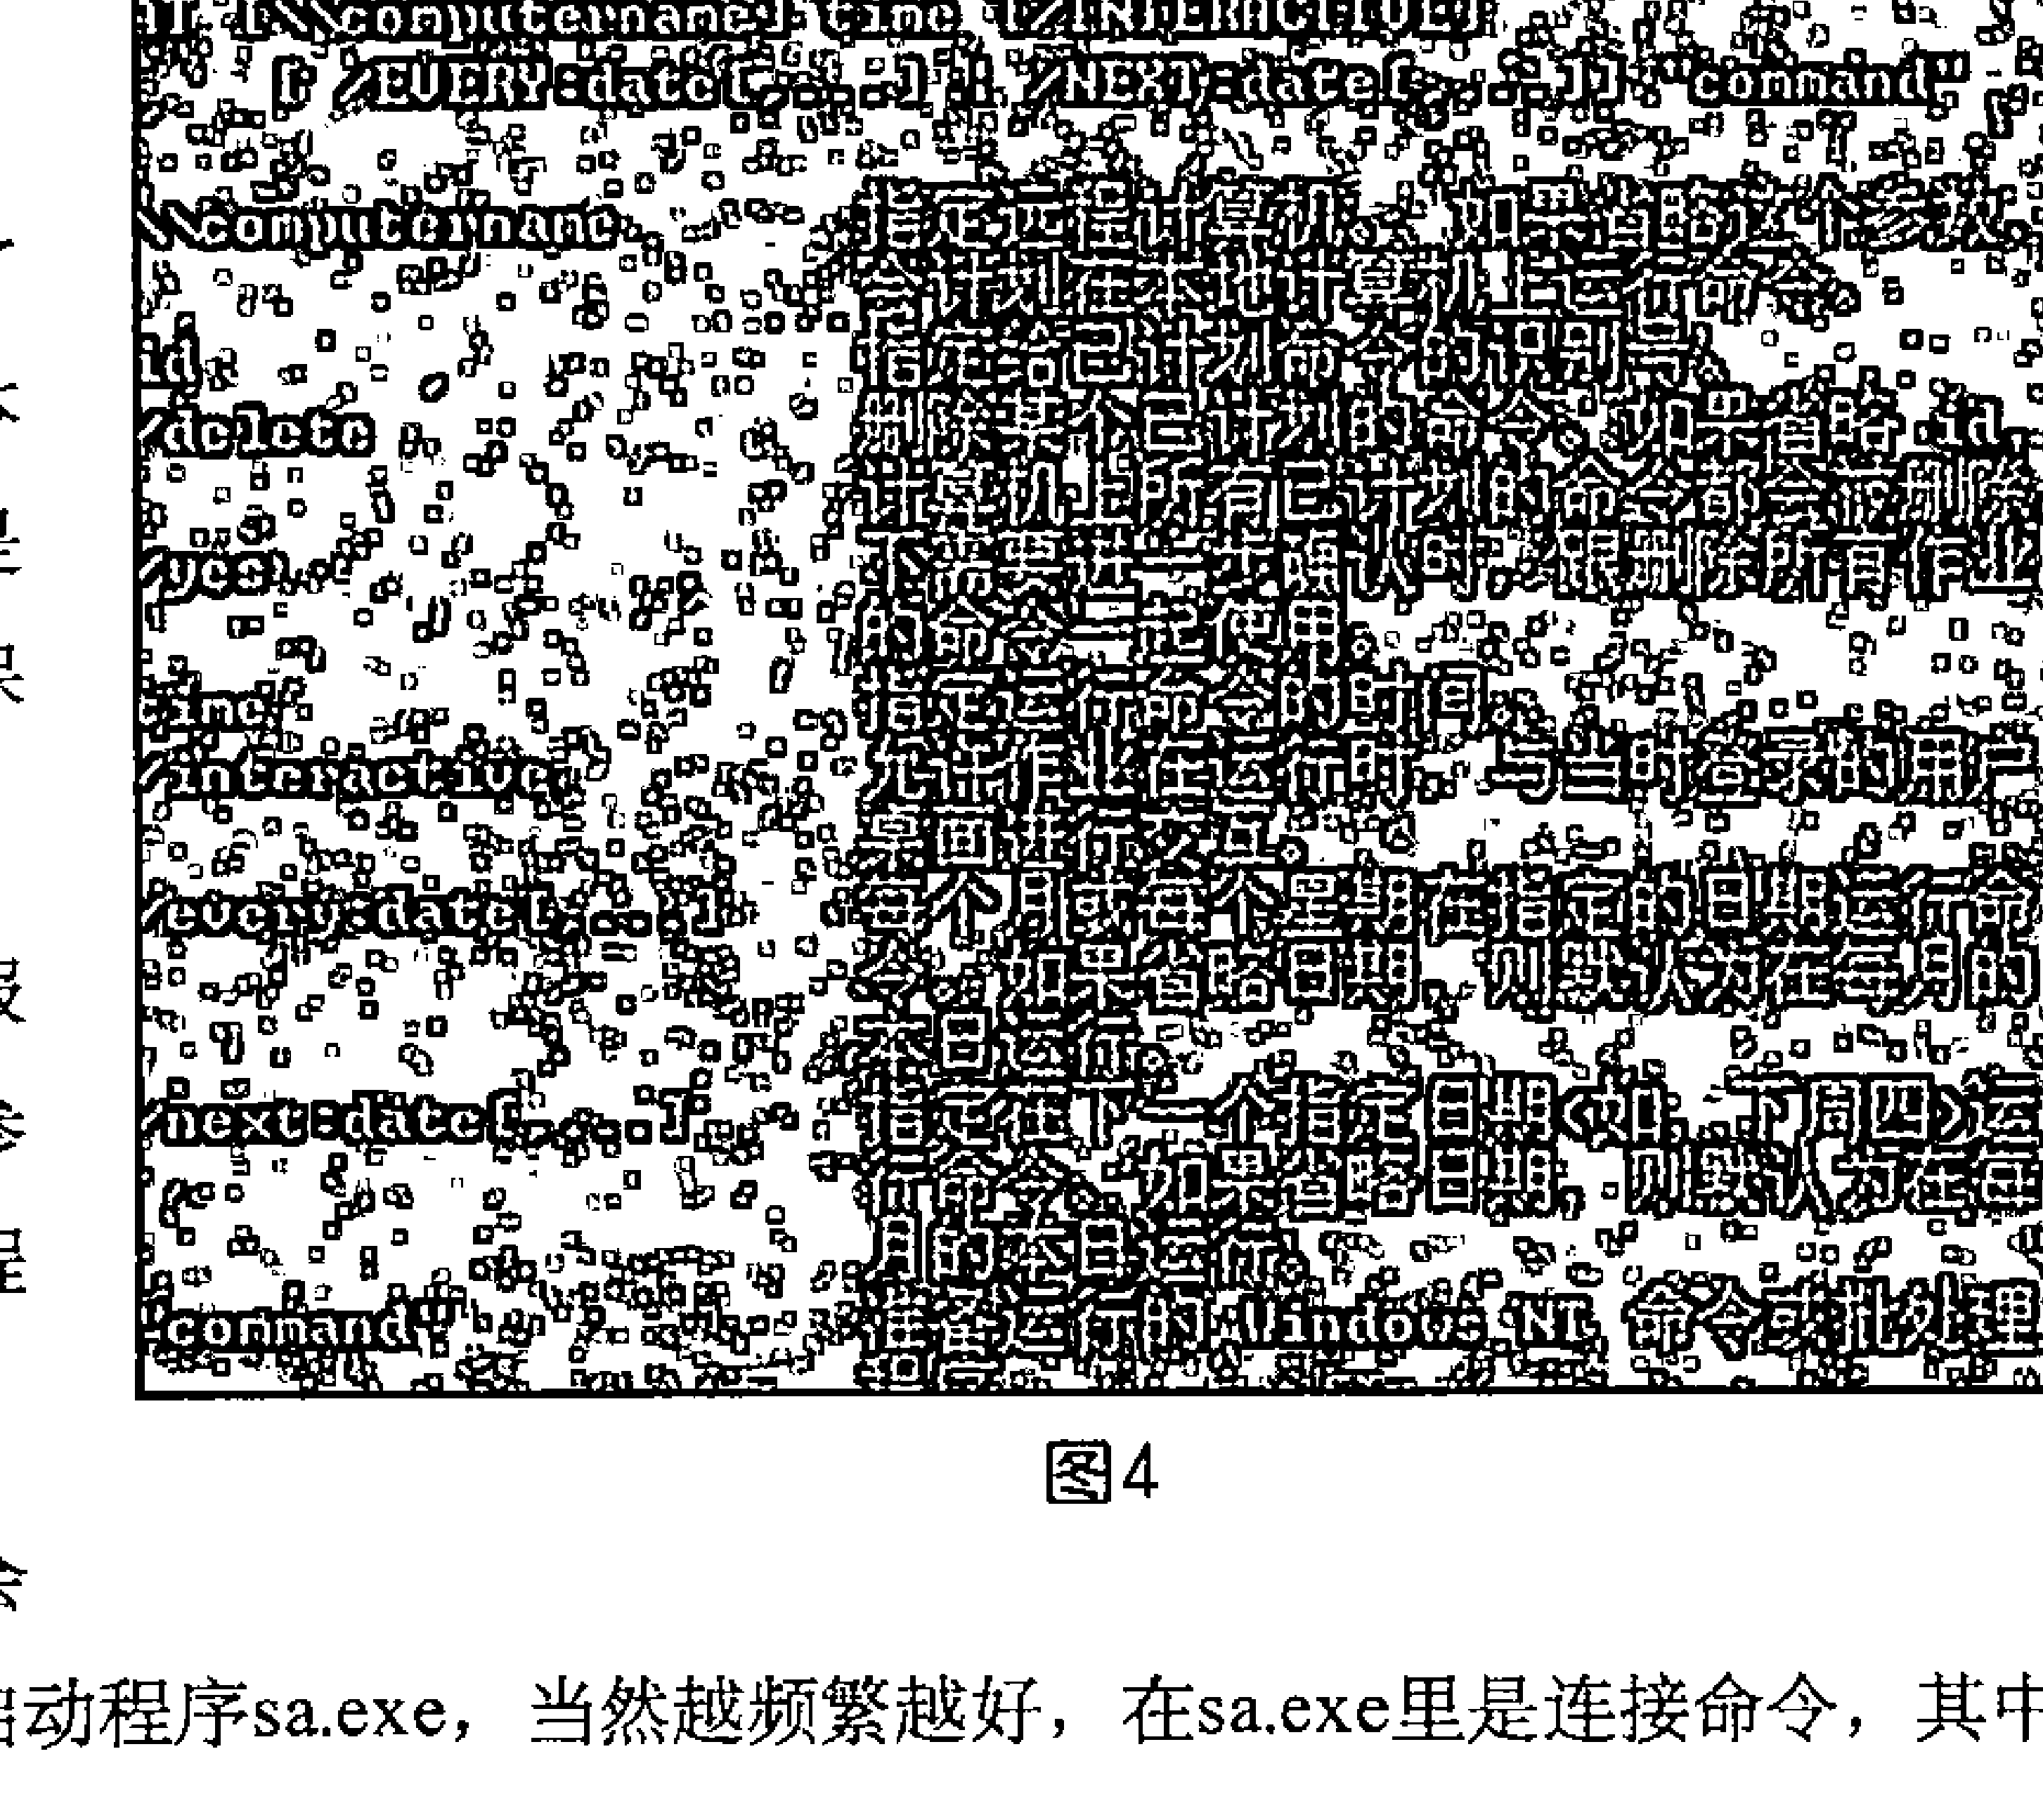 [\\computername] time [/INTERACTIVE]
[ /EVERY:date[,...] | /NEXT:date[,...]] "command"
\\computername 指定远程计算机。 如果省略这个参数,
会计划在本地计算机上运行命令。
id 指定给已计划命令的识别号。
/delete 删除某个已计划的命令。如果省略 id,
计算机上所有已计划的命令都会被删除
/yes 不需要进一步确认时,跟删除所有作业
的命令一起使用。
time 指定运行命令的时间
/interactive 允许作业在运行时,与当时登录的用户
桌面进行交互。
/every:date[,...] 每个月或每个星期在指定的日期运行命
令。 如果省略日期,则默认为在每月的
本日运行。
/next:date[,...] 指定在下一个指定日期(如,下周四)运
行命令。如果省略日期,则默认为在每
月的本日运行。
"command" 准备运行的 Windows NT 命令或批处理
图4
启动程序sa.exe，当然越频繁越好，在sa.exe里是连接命令，其中